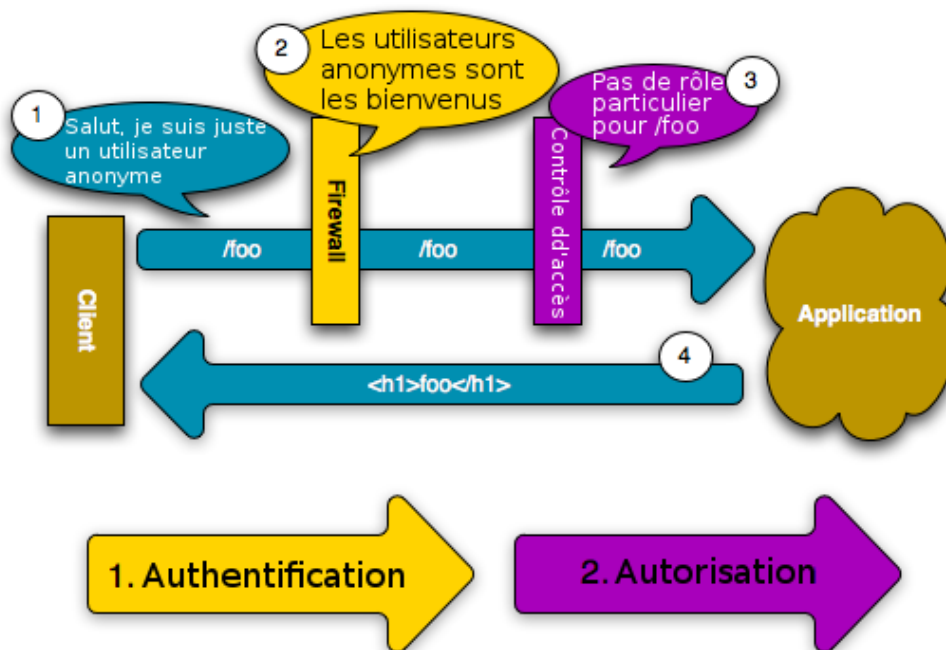 1
Salut, je suis juste
un utilisateur
anonyme
2
Les utilisateurs
anonymes sont
les bienvenus
3
Pas de rôle
particulier
pour /foo
Client
/foo
Firewall
/foo
Contrôle dd'accès
/foo
Application
4
<h1>foo</h1>
1. Authentification
2. Autorisation